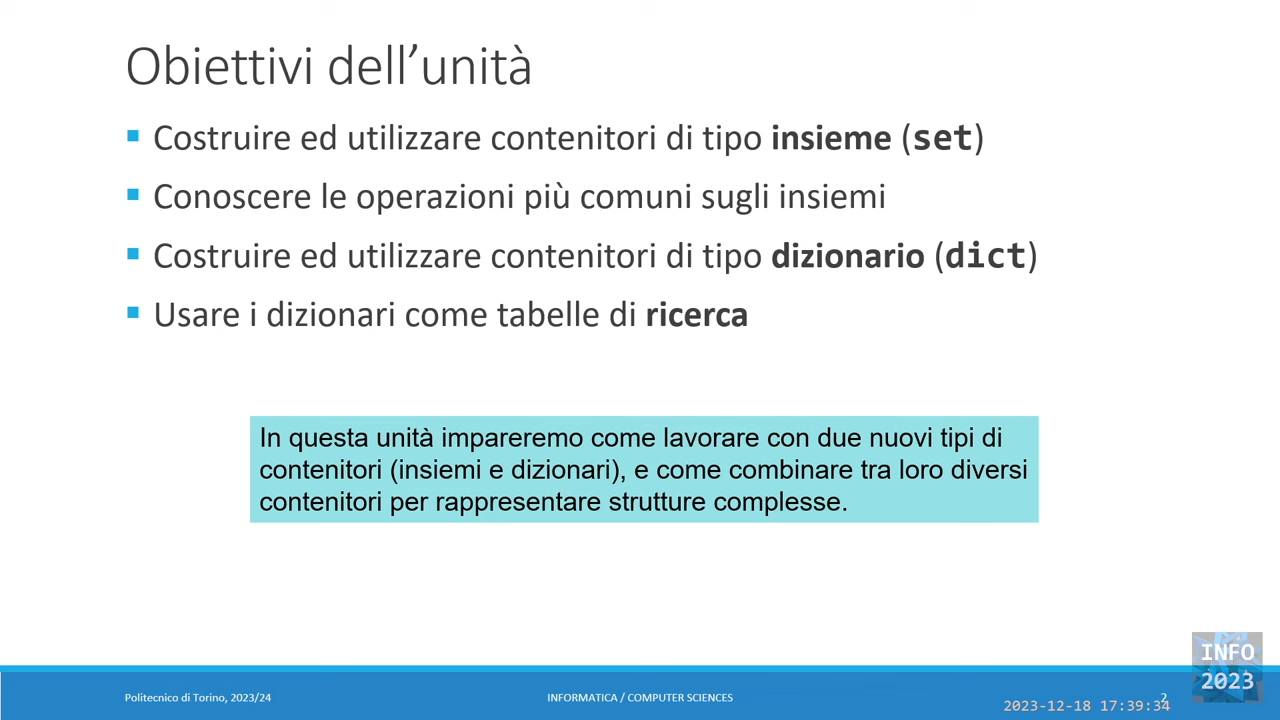 Obiettivi dell’unità
▪ Costruire ed utilizzare contenitori di tipo insieme (set)
▪ Conoscere le operazioni più comuni sugli insiemi
▪ Costruire ed utilizzare contenitori di tipo dizionario (dict)
▪ Usare i dizionari come tabelle di ricerca
In questa unità impareremo come lavorare con due nuovi tipi di
contenitori (insiemi e dizionari), e come combinare tra loro diversi
contenitori per rappresentare strutture complesse.
Politecnico di Torino, 2023/24
INFORMATICA / COMPUTER SCIENCES
2
2023-12-18 17:39:34
INFO
2023